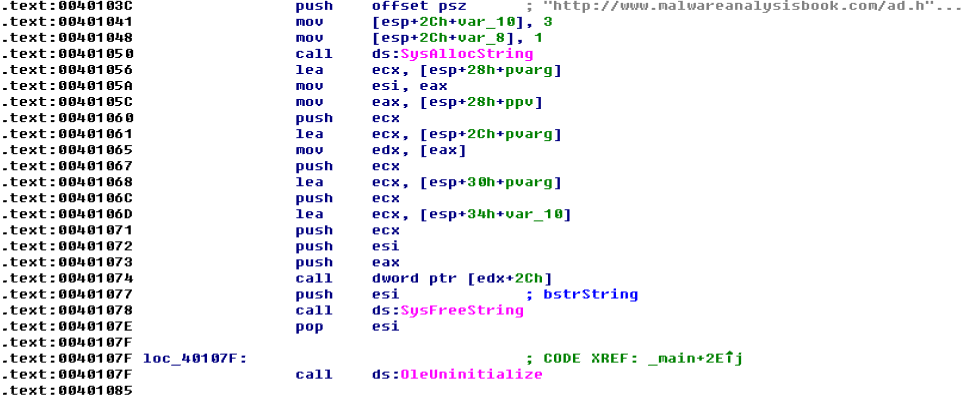 .text:0040103C push offset psz ; "http://www.malwareanalysisbook.com/ad.h"...
.text:00401041 mov [esp+2Ch+var_10], 3
.text:00401048 mov [esp+2Ch+var_8], 1
.text:00401050 call ds:SysAllocString
.text:00401056 lea ecx, [esp+28h+pvarg]
.text:0040105A mov esi, eax
.text:0040105C mov eax, [esp+28h+ppv]
.text:00401060 push ecx
.text:00401061 lea ecx, [esp+2Ch+pvarg]
.text:00401065 mov edx, [eax]
.text:00401067 push ecx
.text:00401068 lea ecx, [esp+30h+pvarg]
.text:0040106C push ecx
.text:0040106D lea ecx, [esp+34h+var_10]
.text:00401071 push ecx
.text:00401072 push esi
.text:00401073 push eax
.text:00401074 call dword ptr [edx+2Ch]
.text:00401077 push esi ; bstrString
.text:00401078 call ds:SysFreeString
.text:0040107E pop esi
.text:0040107F
.text:0040107F loc_40107F: ; CODE XREF: _main+2E↑j
.text:0040107F call ds:OleUninitialize
.text:00401085